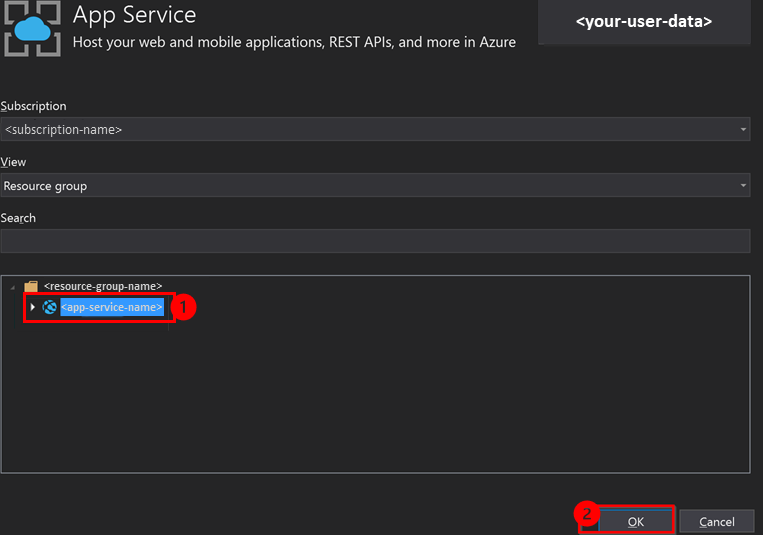 App Service
Host your web and mobile applications, REST APIs, and more in Azure
<your-user-data>
Subscription
<subscription-name>
View
Resource group
Search
<resource-group-name>
<app-service-name>
1
2
OK
Cancel